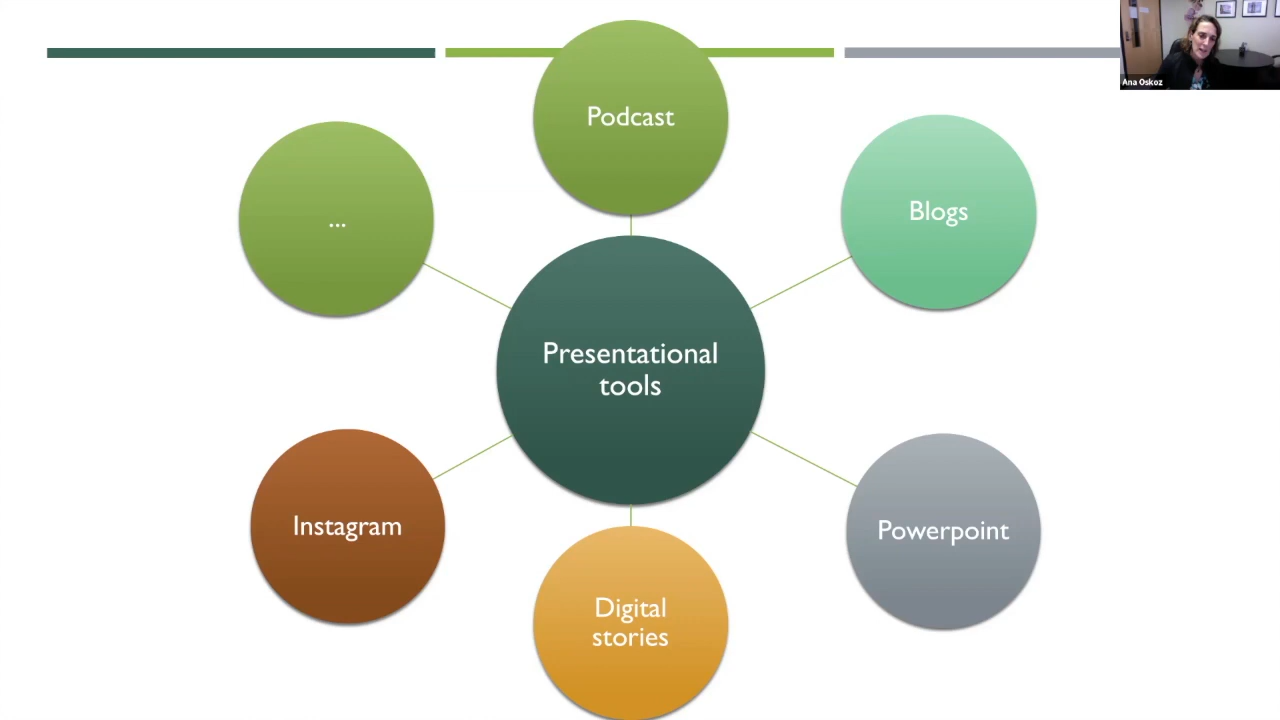 Podcast
Ana Oskoz
...
Blogs
Presentational
tools
Instagram
Powerpoint
Digital
stories